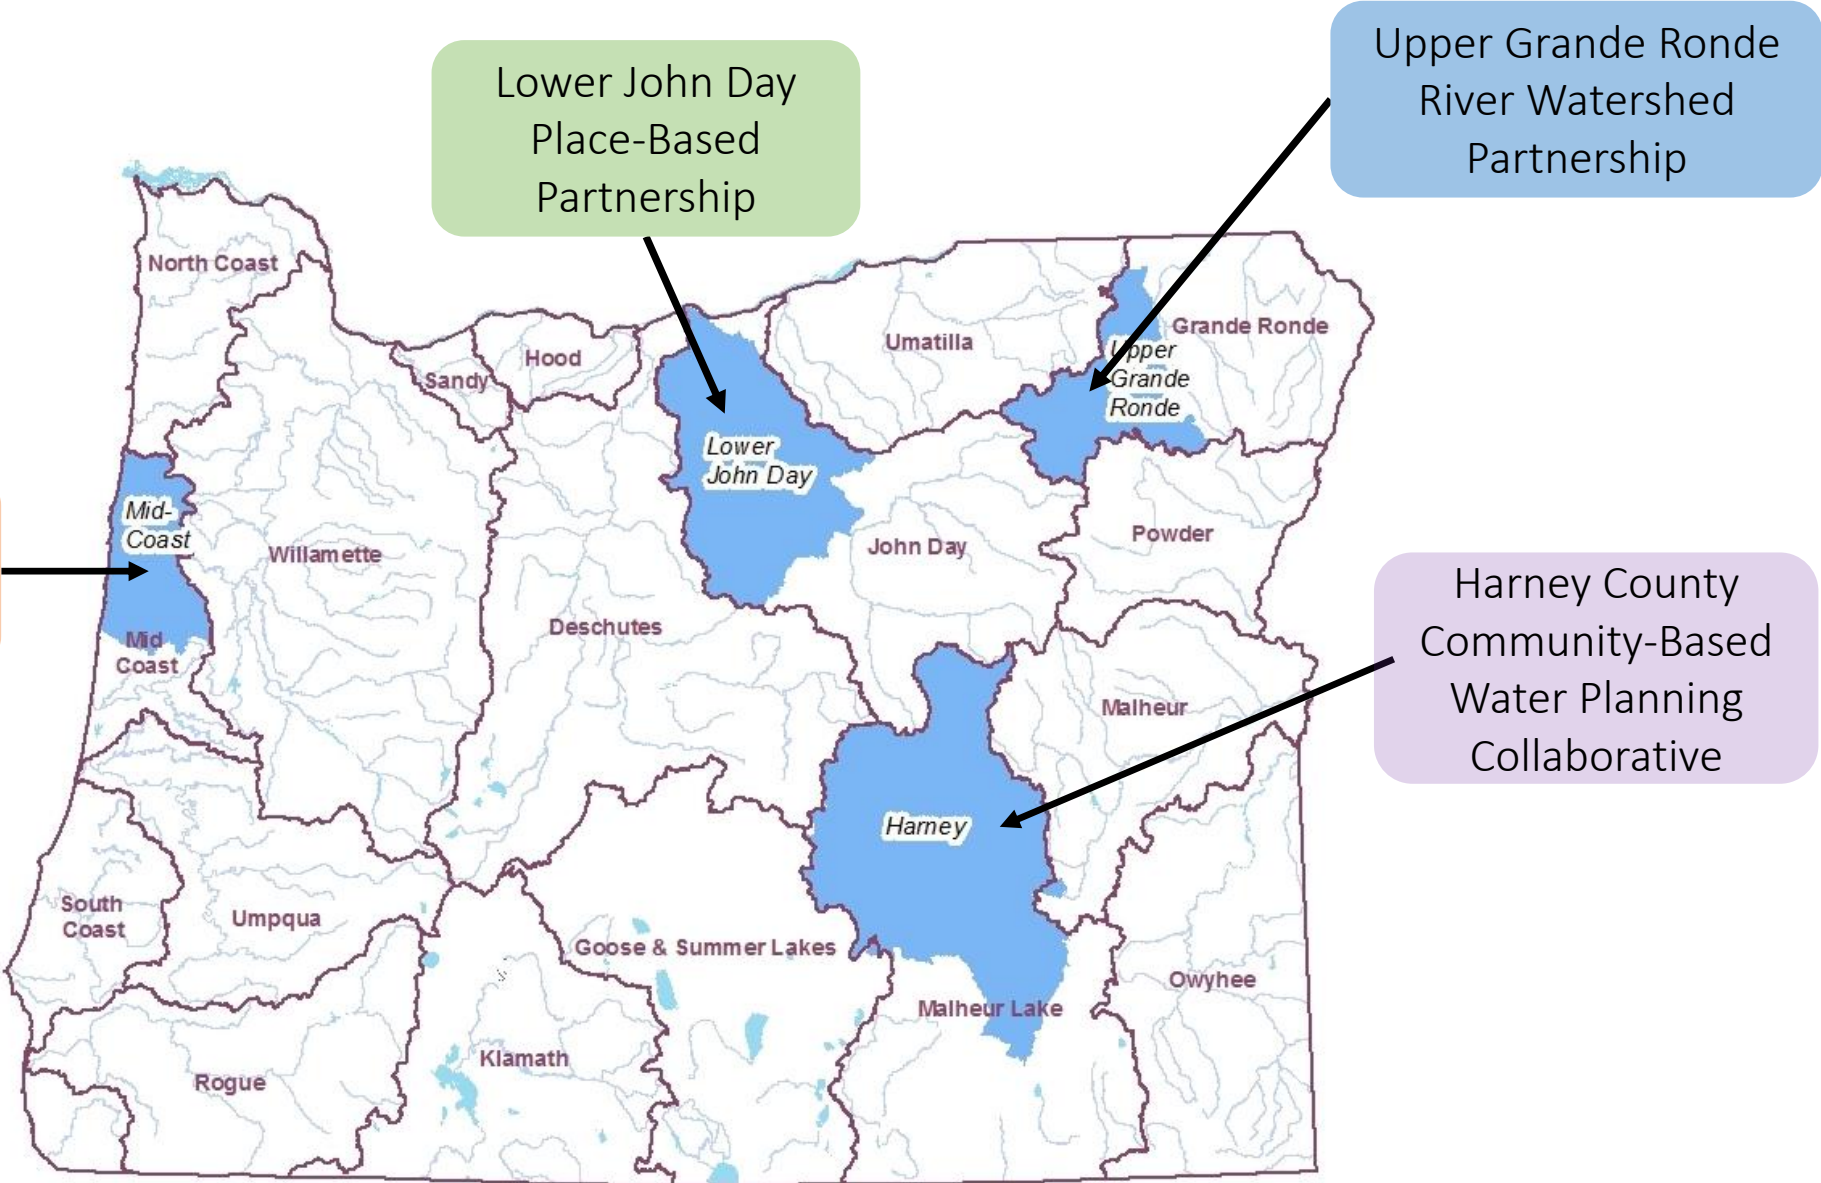 Upper Grande Ronde
River Watershed
Partnership
Lower John Day
Place-Based
Partnership
North Coast
Sandy
Hood
Umatilla
Grande Ronde
Upper
Grande
Ronde
Lower
John Day
Mid-
Coast
Willamette
John Day
Powder
Harney County
Community-Based
Water Planning
Collaborative
Mid
Coast
Deschutes
Malheur
Harney
South
Coast
Umpqua
Goose & Summer Lakes
Malheur Lake
Owyhee
Klamath
Rogue